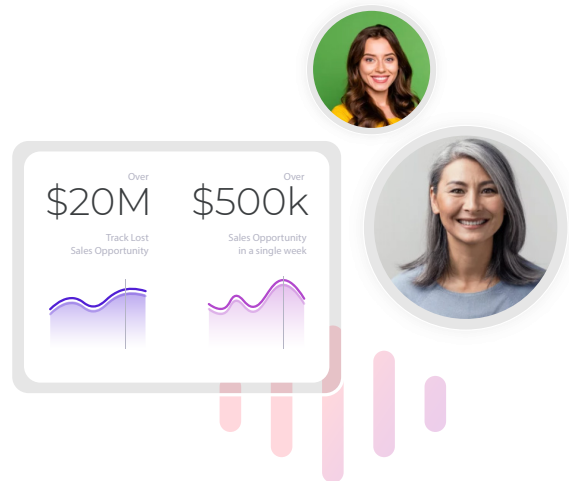 Over
$20M
Track Lost
Sales Opportunity
Over
$500k
Sales Opportunity
in a single week